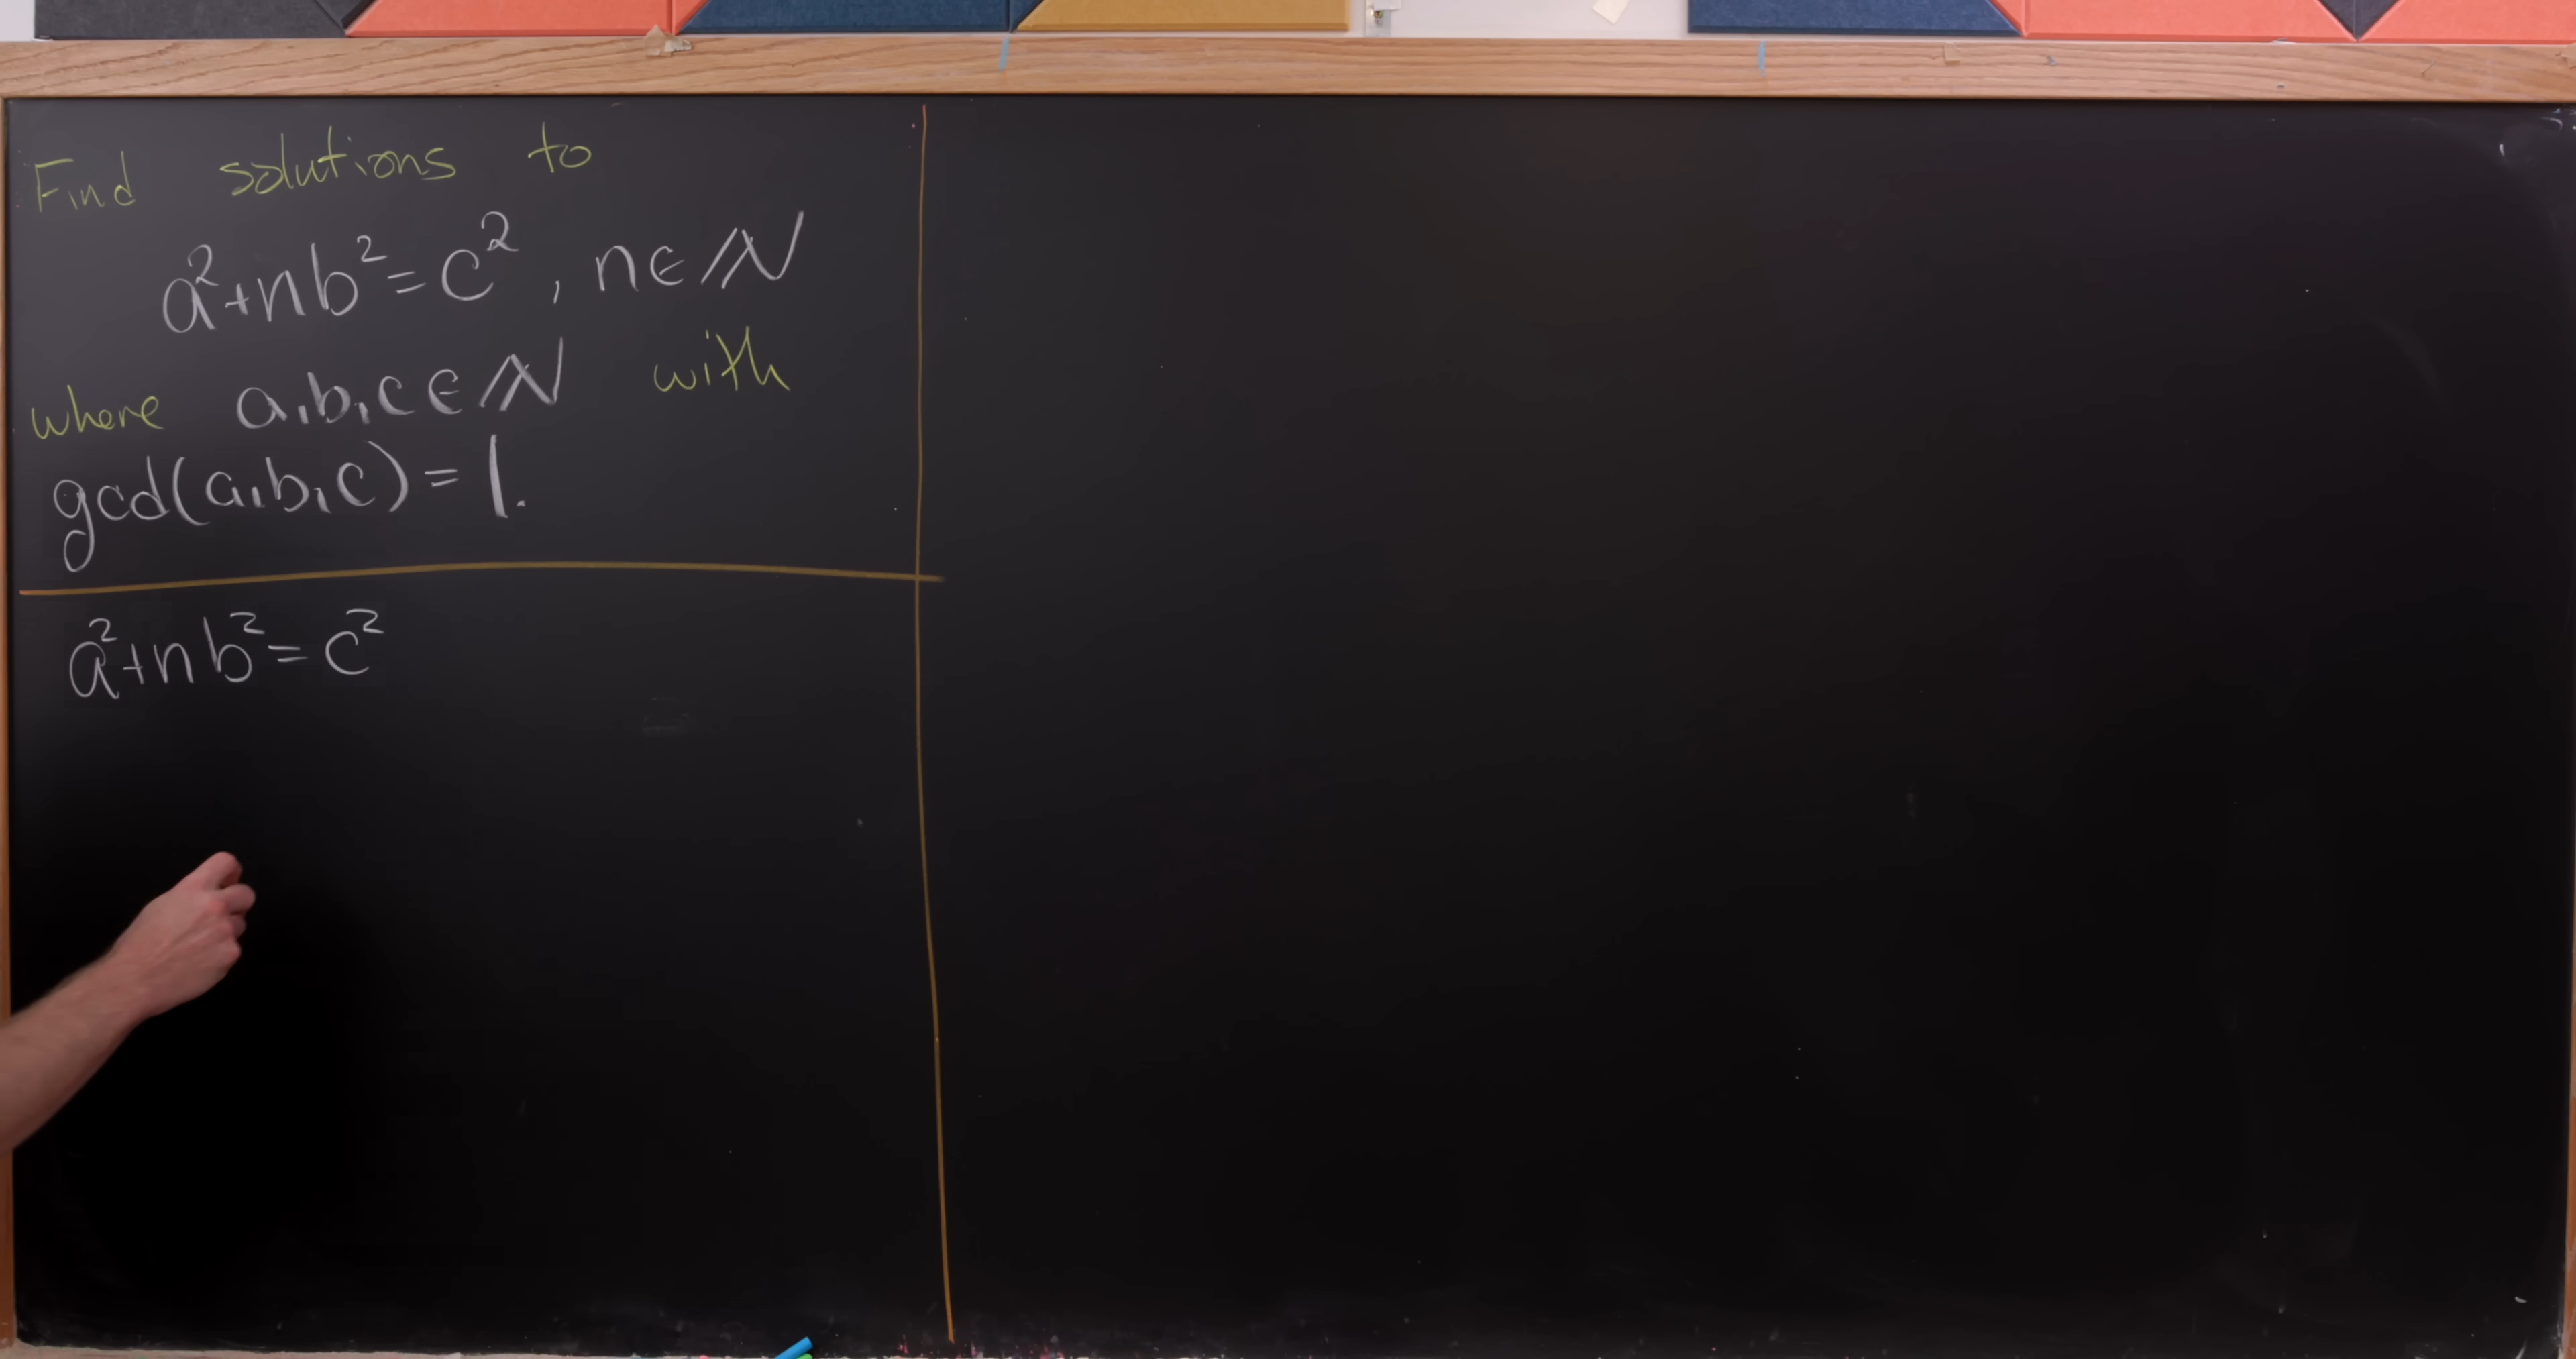 Find solutions to
a²+nb²=c², n∈ℕ
where a,b,c∈ℕ with
gcd(a,b,c)=1.
a²+nb²=c²